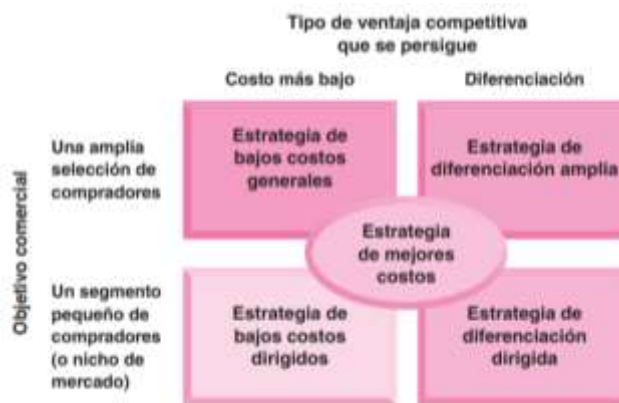 Tipo de ventaja competitiva
que se persigue
Costo más bajo
Diferenciación
Objetivo comercial
Una amplia
selección de
compradores
Estrategia de
bajos costos
generales
Estrategia de
diferenciación amplia
Estrategia
de mejores
costos
Un segmento
pequeño de
compradores
(o nicho de
mercado)
Estrategia de
bajos costos
dirigidos
Estrategia de
diferenciación
dirigida